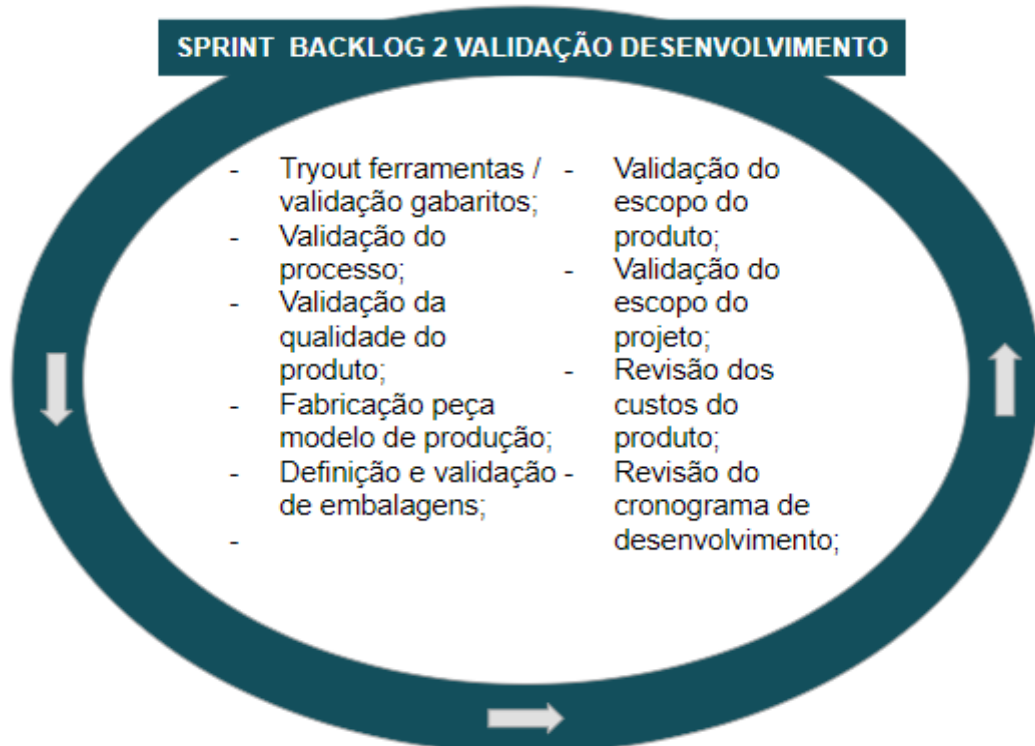 SPRINT  BACKLOG 2 VALIDAÇÃO DESENVOLVIMENTO
- Tryout ferramentas /
validação gabaritos;
- Validação do
processo;
- Validação da
qualidade do
produto;
- Fabricação peça
modelo de produção;
- Definição e validação
de embalagens;
-
- Validação do
escopo do
produto;
- Validação do
escopo do
projeto;
- Revisão dos
custos do
produto;
- Revisão do
cronograma de
desenvolvimento;